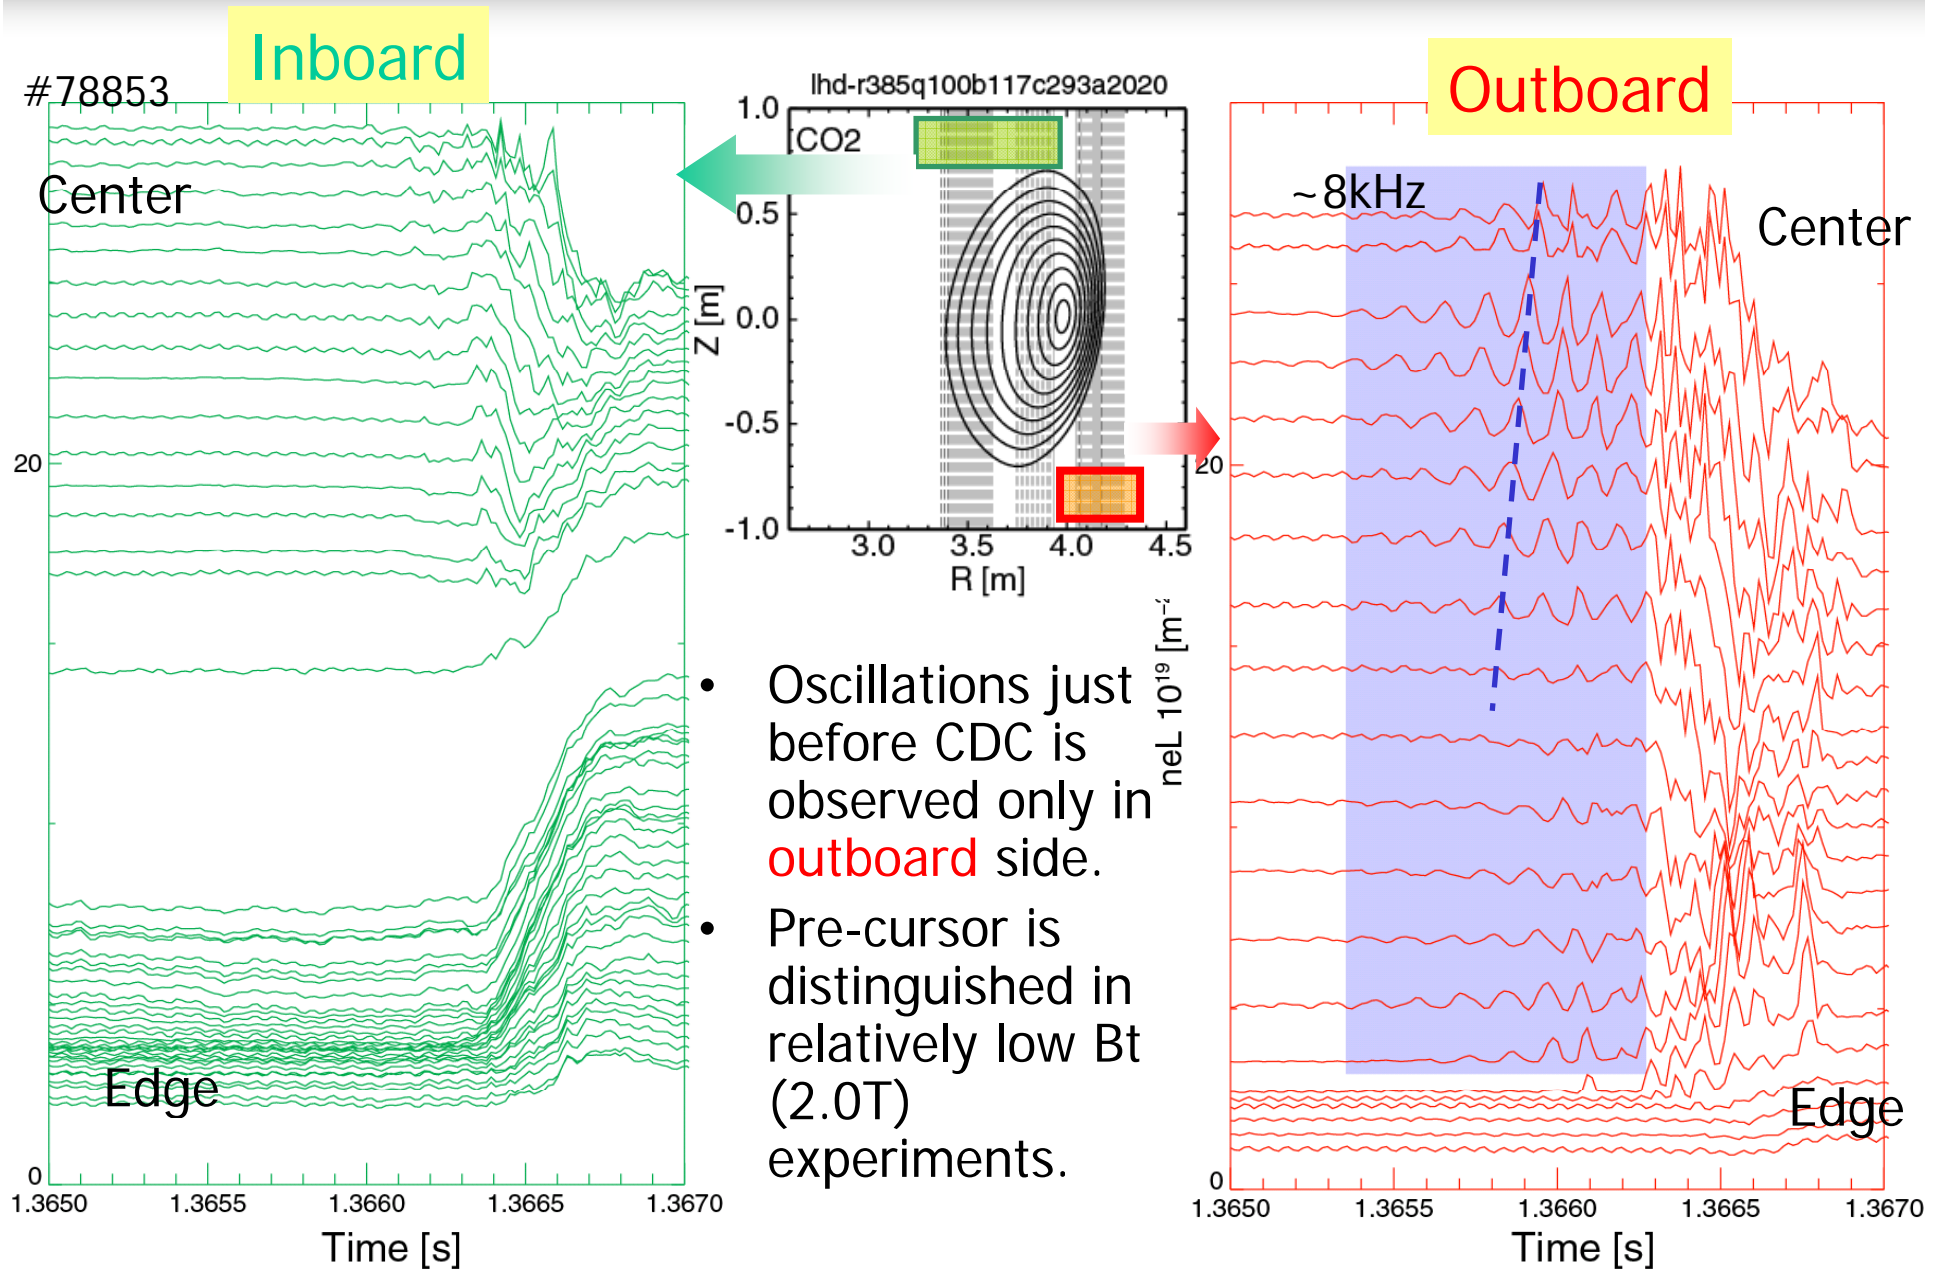 Inboard
#78853
Center
20
Edge
0
1.3650 1.3655 1.3660 1.3665 1.3670
Time [s]
lhd-r385q100b117c293a2020
CO2
1.0
0.5
0.0
-0.5
-1.0
Z [m]
3.0 3.5 4.0 4.5
R [m]
• Oscillations just
before CDC is
observed only in
outboard side.
• Pre-cursor is
distinguished in
relatively low Bt
(2.0T)
experiments.
Outboard
~8kHz
Center
20
neL 10¹⁹ [m⁻
Edge
0
1.3650 1.3655 1.3660 1.3665 1.3670
Time [s]